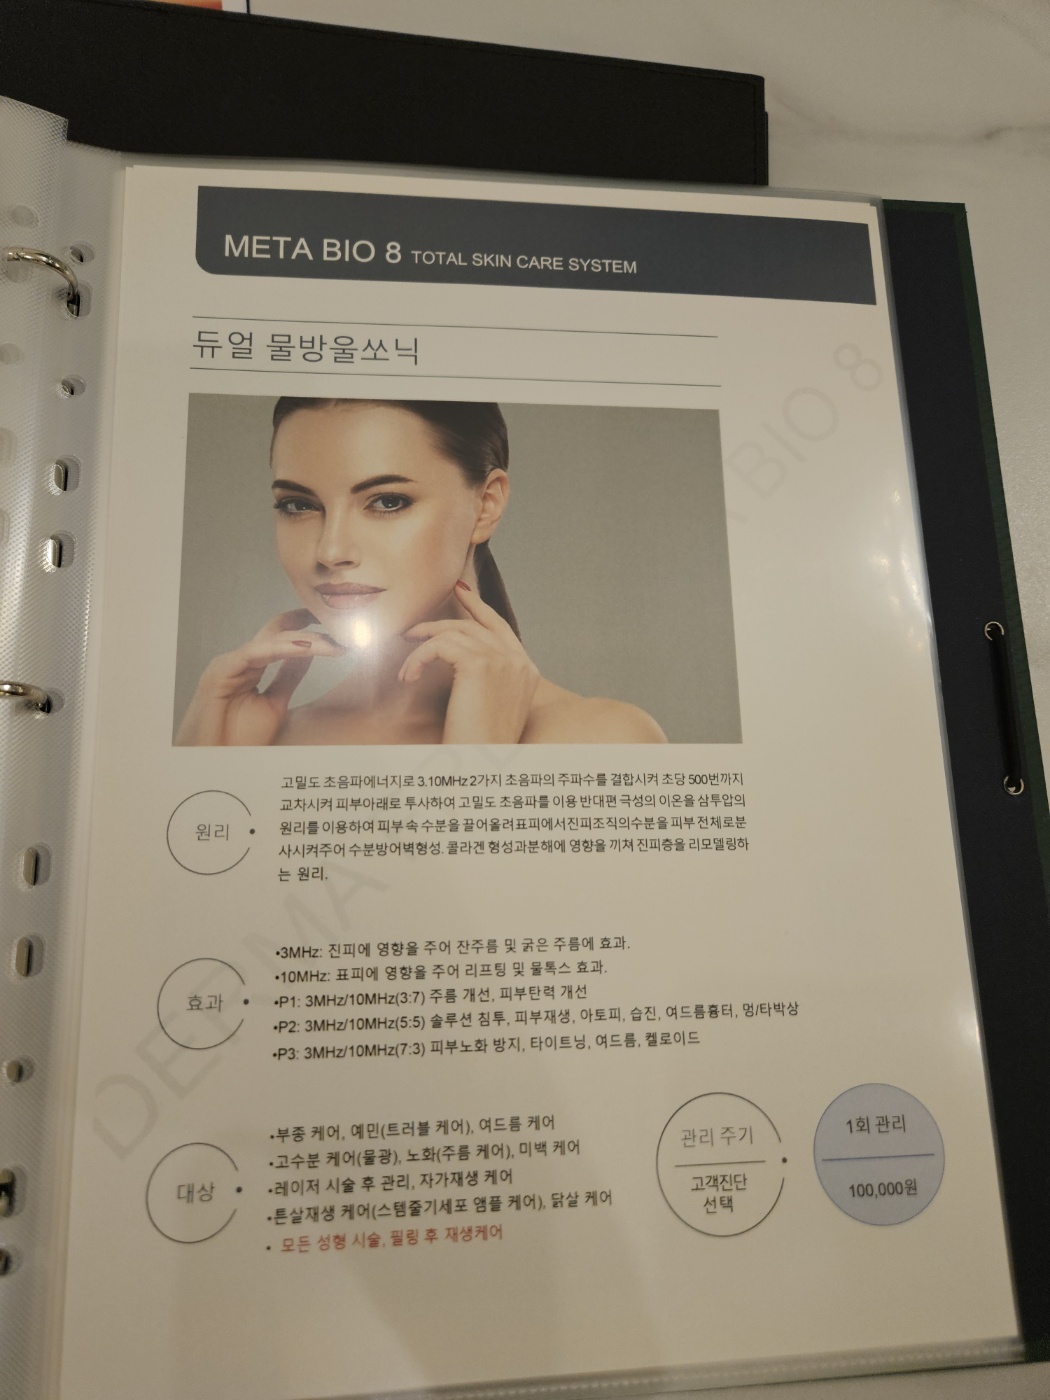 META BIO 8 TOTAL SKIN CARE SYSTEM
듀얼 물방울쏘닉
고밀도 초음파에너지로 3,10MHz 2가지 초음파의 주파수를 결합시켜 초당 500번까지
교차시켜 피부아래로 투사하여 고밀도 초음파를 이용 반대편 극성의 이온을 삼투압의
원리
원리를 이용하여 피부 속 수분을 끌어올려표피에서진피조직의수분을 피부 전체로분
사시켜주어 수분방어벽형성. 콜라겐 형성과분해에 영향을 끼쳐 진피층을 리모델링하
는 원리.
•3MHz: 진피에 영향을 주어 잔주름 및 굵은 주름에 효과.
•10MHz: 표피에 영향을 주어 리프팅 및 물톡스 효과.
효과
•P1: 3MHz/10MHz(3:7) 주름 개선, 피부탄력 개선
•P2: 3MHz/10MHz(5:5) 솔루션 침투, 피부재생, 아토피, 습진, 여드름흉터, 멍/타박상
•P3: 3MHz/10MHz(7:3) 피부노화 방지, 타이트닝, 여드름, 켈로이드
•부종 케어, 예민(트러블 케어), 여드름 케어
•고수분 케어(물광), 노화(주름 케어), 미백 케어
대상
•레이저 시술 후 관리, 자가재생 케어
•튼살재생 케어(스템줄기세포 앰플 케어), 닭살 케어
• 모든 성형 시술, 필링 후 재생케어
관리 주기
고객진단
선택
1회 관리
100,000원
DERMA
BIO 8